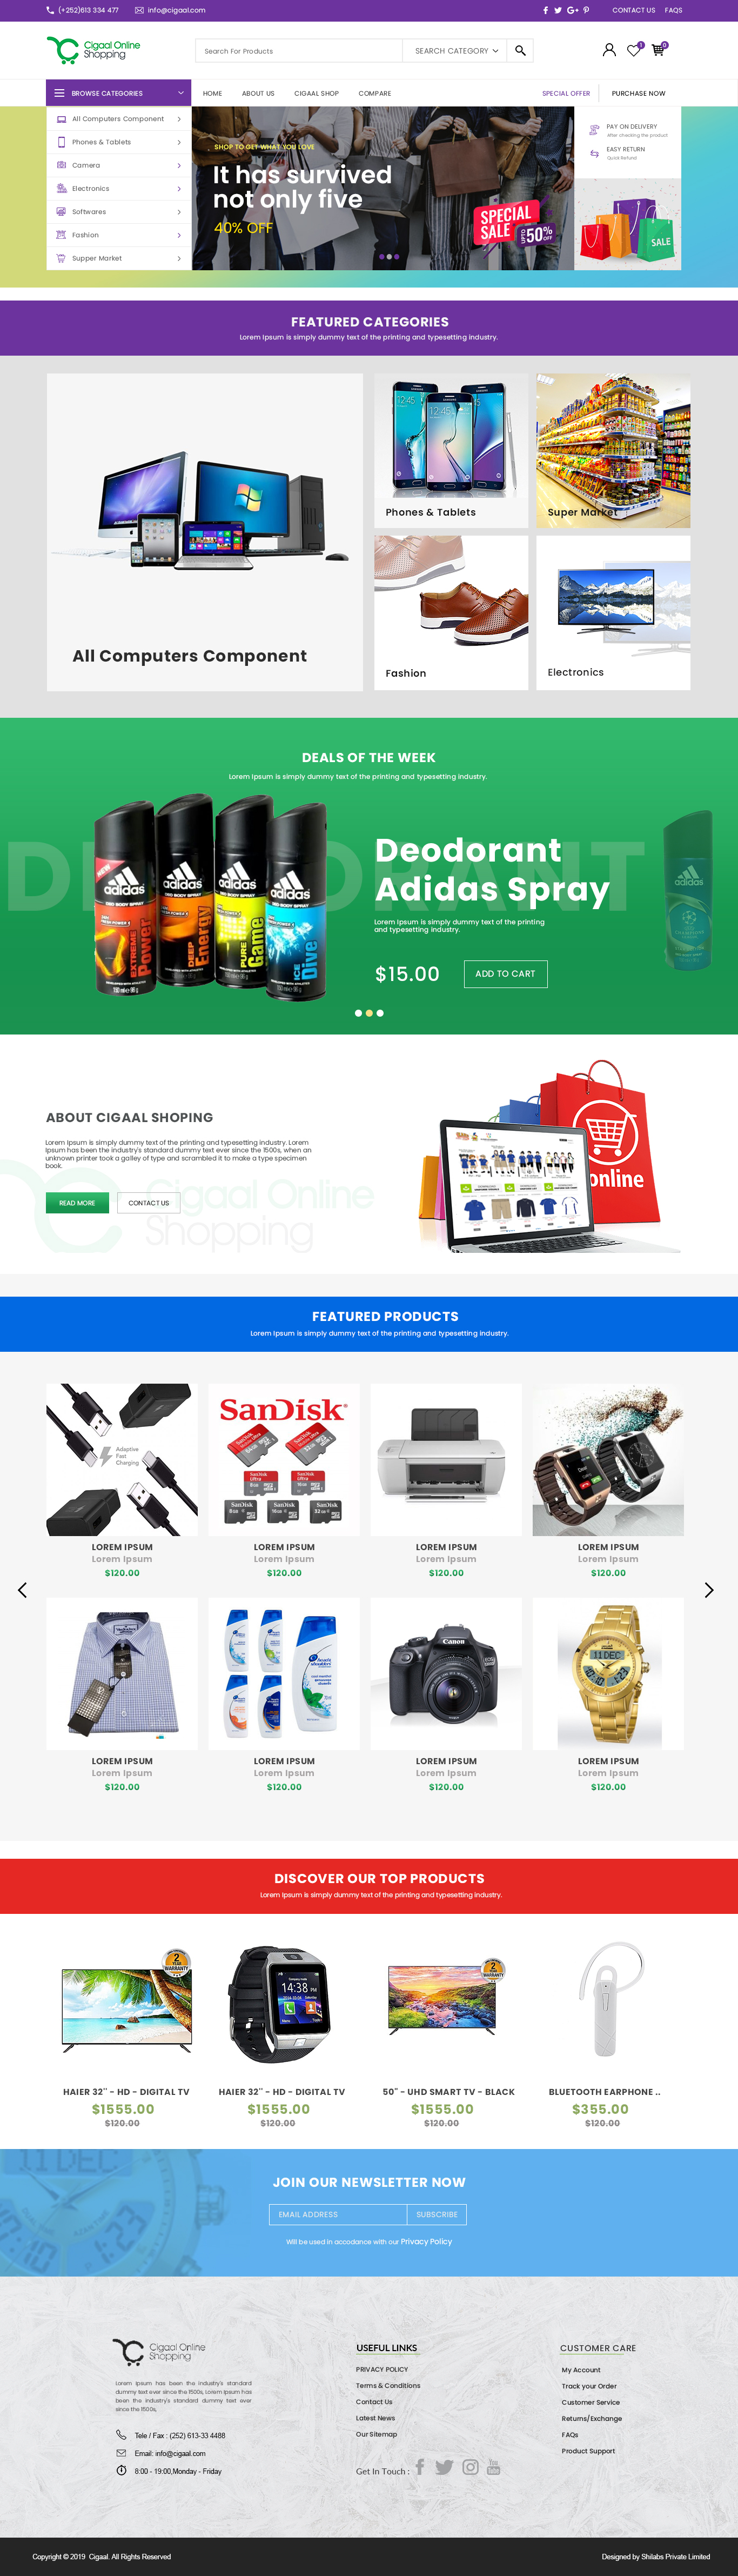 (+252)613 334 477
info@cigaal.com
CONTACT US
FAQS
Cigaal Online
Shopping
Search For Products
SEARCH CATEGORY
1
0
BROWSE CATEGORIES
HOME
ABOUT US
CIGAAL SHOP
COMPARE
SPECIAL OFFER
PURCHASE NOW
All Computers Component
Phones & Tablets
Camera
Electronics
Softwares
Fashion
Supper Market
SHOP TO GET WHAT YOU LOVE
It has survived
not only five
40% OFF
SPECIAL
SALE
UPTO
50%
OFF
PAY ON DELIVERY
After checking the product
EASY RETURN
Quick Refund
SALE
FEATURED CATEGORIES
Lorem Ipsum is simply dummy text of the printing and typesetting industry.
All Computers Component
Phones & Tablets
Super Market
Fashion
Electronics
DEALS OF THE WEEK
Lorem Ipsum is simply dummy text of the printing and typesetting industry.
Deodorant
Adidas Spray
Lorem Ipsum is simply dummy text of the printing
and typesetting industry.
$15.00
ADD TO CART
ABOUT CIGAAL SHOPING
Lorem Ipsum is simply dummy text of the printing and typesetting industry. Lorem
Ipsum has been the industry's standard dummy text ever since the 1500s, when an
unknown printer took a galley of type and scrambled it to make a type specimen
book.
READ MORE
CONTACT US
Cigaal Online
Shopping
online
FEATURED PRODUCTS
Lorem Ipsum is simply dummy text of the printing and typesetting industry.
Adaptive
Fast
Charging
SanDisk
LOREM IPSUM
Lorem Ipsum
$120.00
LOREM IPSUM
Lorem Ipsum
$120.00
LOREM IPSUM
Lorem Ipsum
$120.00
LOREM IPSUM
Lorem Ipsum
$120.00
Canon
11 DEC
LOREM IPSUM
Lorem Ipsum
$120.00
LOREM IPSUM
Lorem Ipsum
$120.00
LOREM IPSUM
Lorem Ipsum
$120.00
LOREM IPSUM
Lorem Ipsum
$120.00
DISCOVER OUR TOP PRODUCTS
Lorem Ipsum is simply dummy text of the printing and typesetting industry.
2 YEAR WARRANTY
14:38
2 YEAR WARRANTY
HAIER 32'' - HD - DIGITAL TV
$1555.00
$120.00
HAIER 32'' - HD - DIGITAL TV
$1555.00
$120.00
50" - UHD SMART TV - BLACK
$1555.00
$120.00
BLUETOOTH EARPHONE ..
$355.00
$120.00
JOIN OUR NEWSLETTER NOW
EMAIL ADDRESS
SUBSCRIBE
Will be used in accodance with our Privacy Policy
Cigaal Online
Shopping
Lorem Ipsum has been the industry's standard
dummy text ever since the 1500s, Lorem Ipsum has
been the industry's standard dummy text ever
since the 1500s,
Tele / Fax : (252) 613-33 4488
Email: info@cigaal.com
8:00 - 19:00,Monday - Friday
USEFUL LINKS
PRIVACY POLICY
Terms & Conditions
Contact Us
Latest News
Our Sitemap
Get In Touch :
CUSTOMER CARE
My Account
Track your Order
Customer Service
Returns/Exchange
FAQs
Product Support
Copyright © 2019 Cigaal. All Rights Reserved
Designed by Shilabs Private Limited